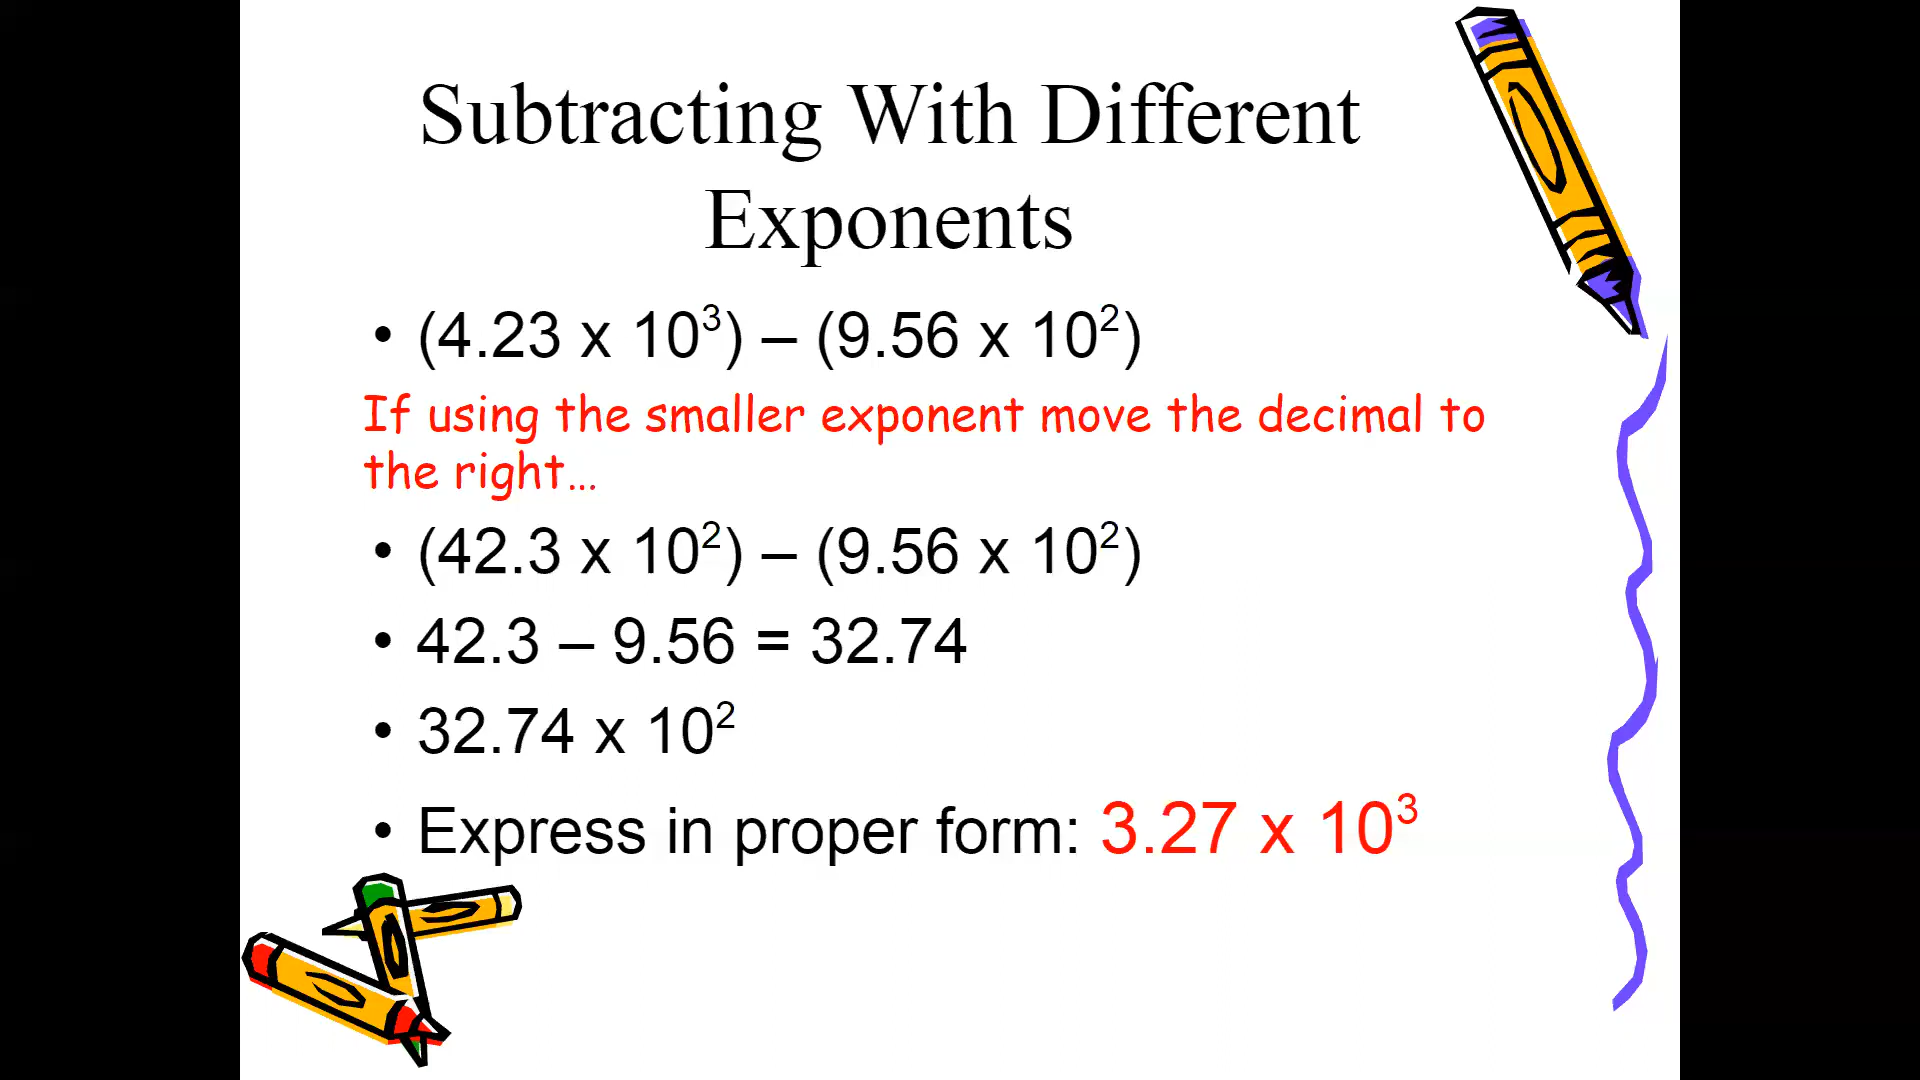 Subtracting With Different
Exponents
• (4.23 x 10³) – (9.56 x 10²)
If using the smaller exponent move the decimal to
the right...
• (42.3 x 10²) – (9.56 x 10²)
• 42.3 – 9.56 = 32.74
• 32.74 x 10²
• Express in proper form: 3.27 x 10³